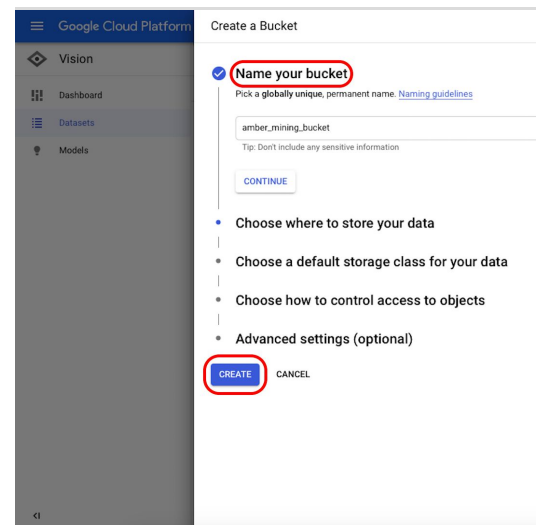 Google Cloud Platform
Create a Bucket
Vision
Dashboard
Datasets
Models
Name your bucket
Pick a globally unique, permanent name. Naming guidelines
amber_mining_bucket
Tip: Don't include any sensitive information
CONTINUE
Choose where to store your data
Choose a default storage class for your data
Choose how to control access to objects
Advanced settings (optional)
CREATE CANCEL